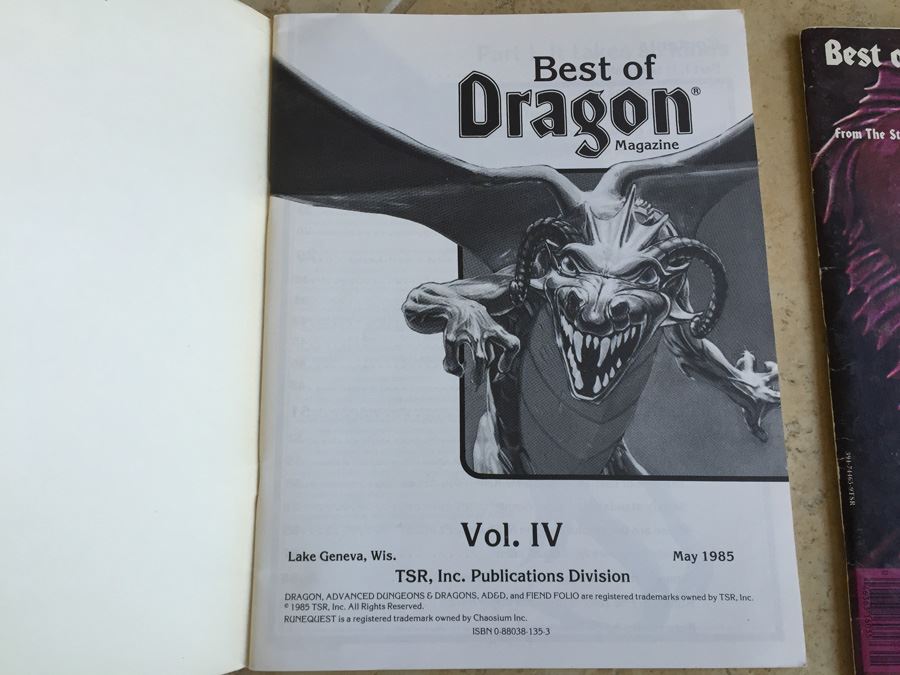 Best of
Dragon®
Magazine
Vol. IV
Lake Geneva, Wis.
May 1985
TSR, Inc. Publications Division
DRAGON, ADVANCED DUNGEONS & DRAGONS, AD&D, and FIEND FOLIO are registered trademarks owned by TSR, Inc.
© 1985 TSR, Inc. All Rights Reserved.
RUNEQUEST is a registered trademark owned by Chaosium Inc.
ISBN 0-88038-135-3
Best
From The